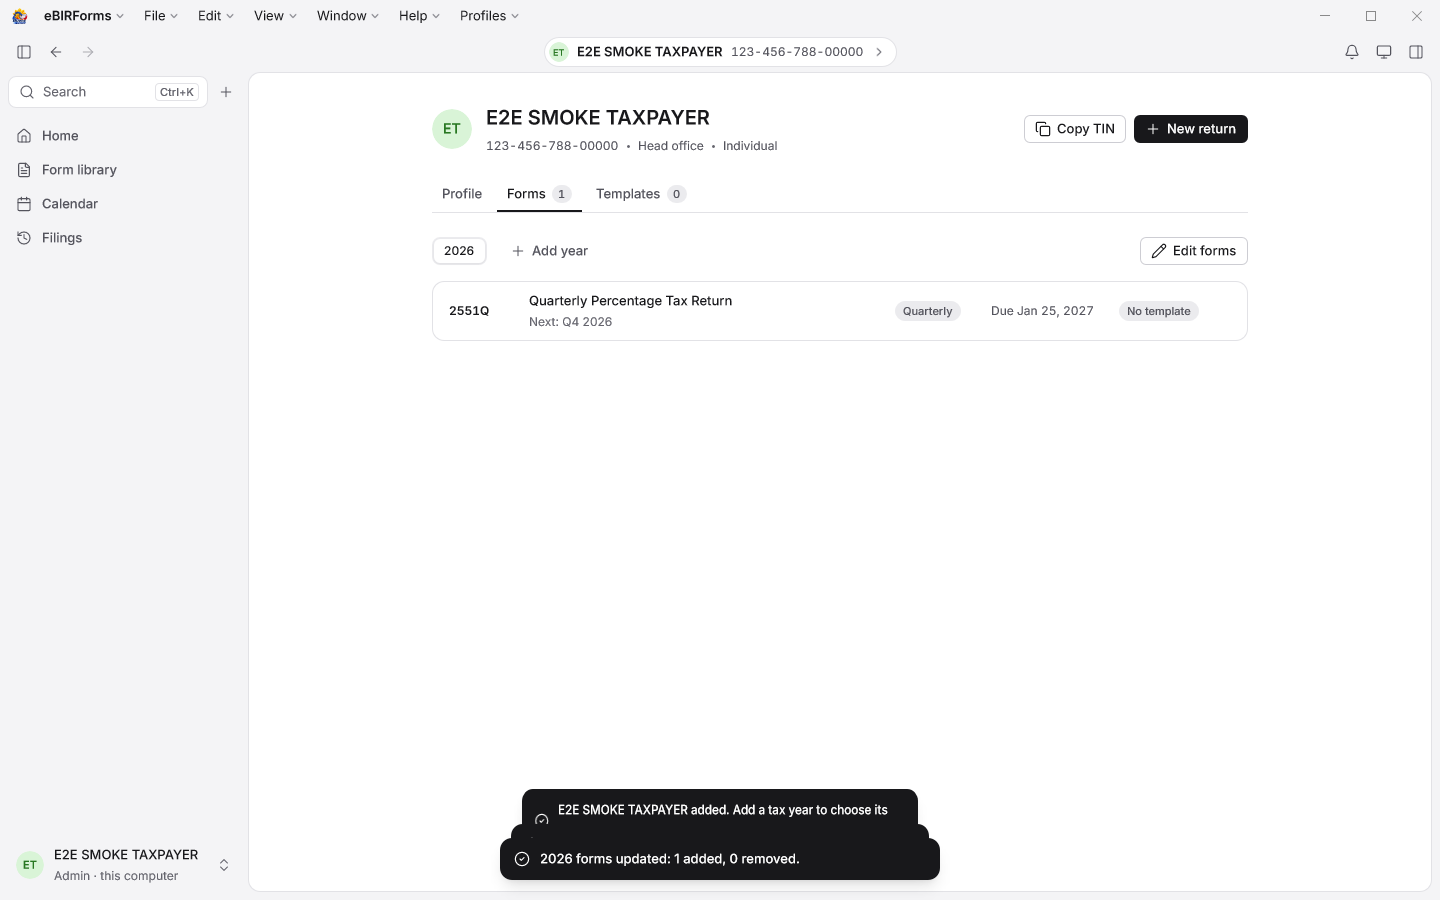 eBIRForms File Edit View Window Help Profiles
ET E2E SMOKE TAXPAYER 123-456-788-00000
Search Ctrl+K
Home
Form library
Calendar
Filings
ET E2E SMOKE TAXPAYER
123-456-788-00000 • Head office • Individual
Copy TIN New return
Profile Forms 1 Templates 0
2026 Add year Edit forms
2551Q Quarterly Percentage Tax Return Quarterly Due Jan 25, 2027 No template
Next: Q4 2026
E2E SMOKE TAXPAYER added. Add a tax year to choose its
2026 forms updated: 1 added, 0 removed.
ET E2E SMOKE TAXPAYER
Admin · this computer